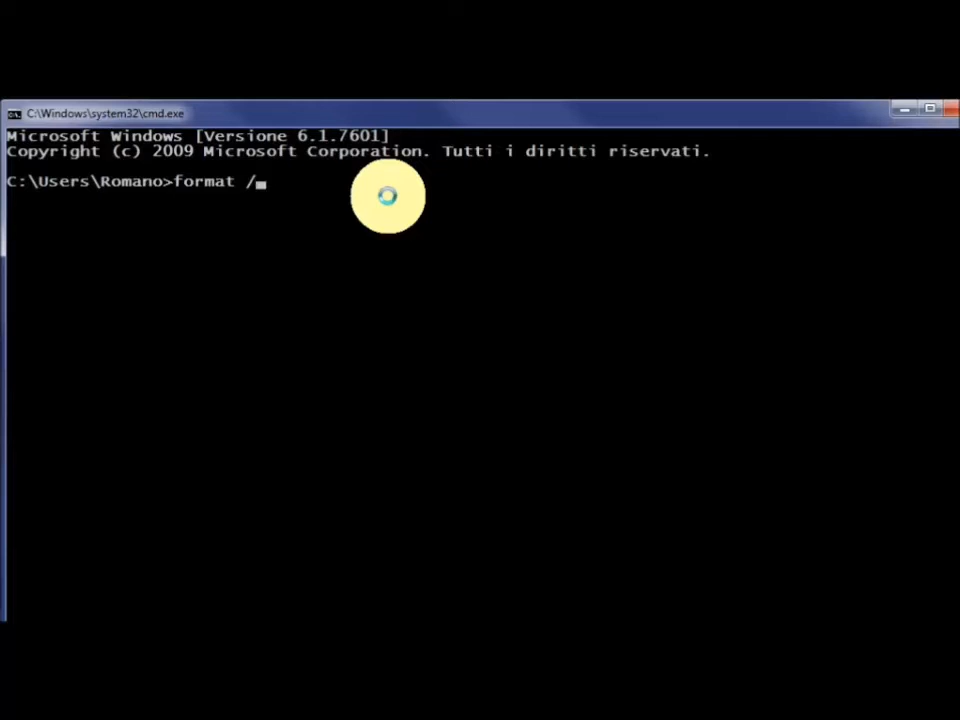 C:\Windows\system32\cmd.exe
Microsoft Windows [Versione 6.1.7601]
Copyright (c) 2009 Microsoft Corporation. Tutti i diritti riservati.
C:\Users\Romano>format /